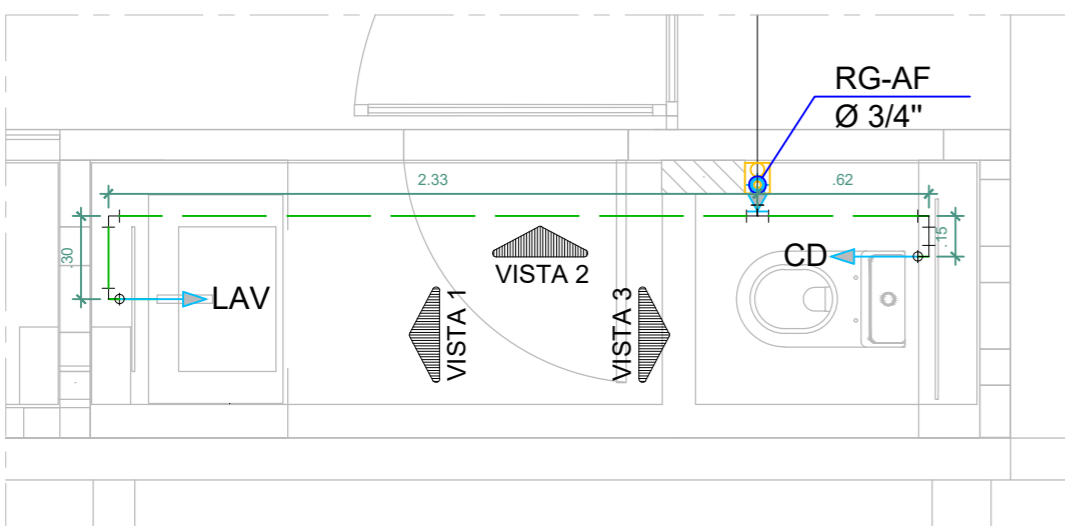 RG-AF
Ø 3/4"
2.33
.62
.30
.15
VISTA 2
CD
LAV
VISTA 1
VISTA 3